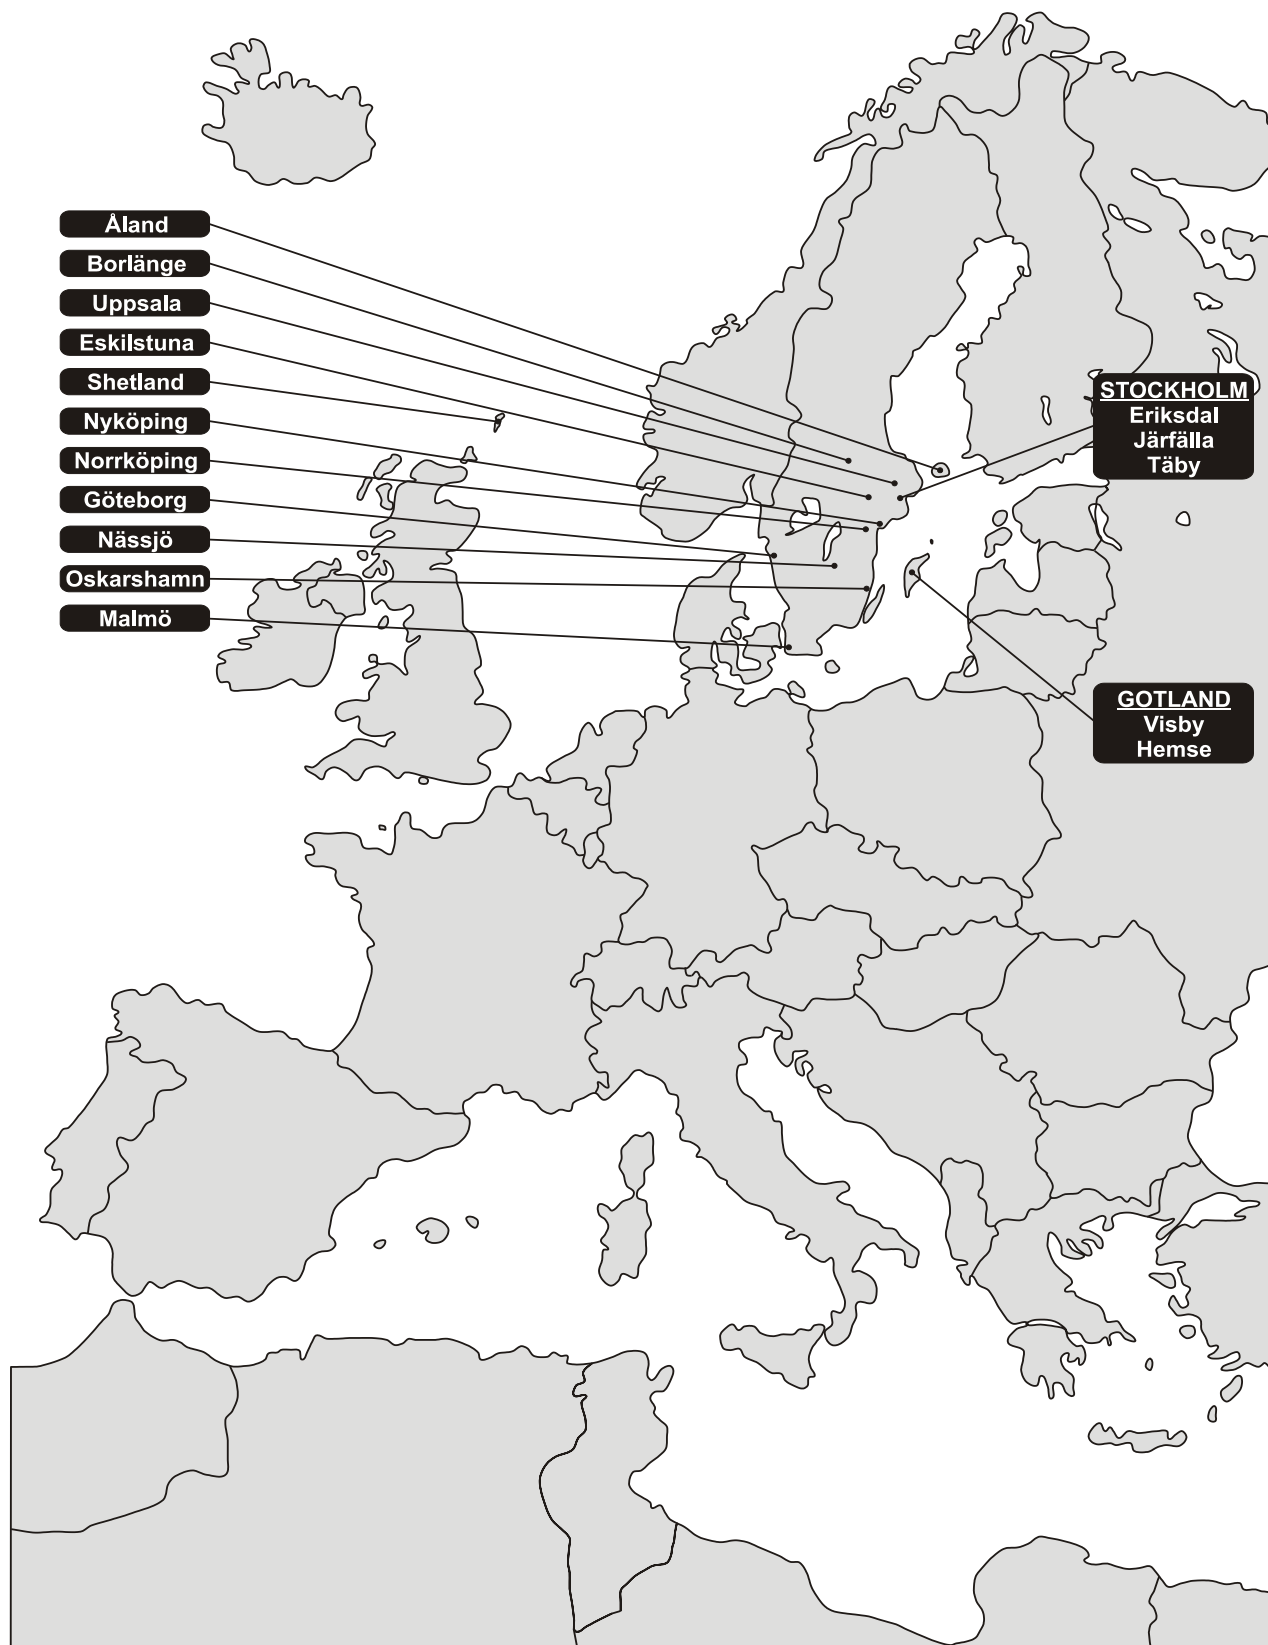 Åland
Borlänge
Uppsala
Eskilstuna
Shetland
Nyköping
Norrköping
Göteborg
Nässjö
Oskarshamn
Malmö
STOCKHOLM
Eriksdal
Järfälla
Täby
GOTLAND
Visby
Hemse